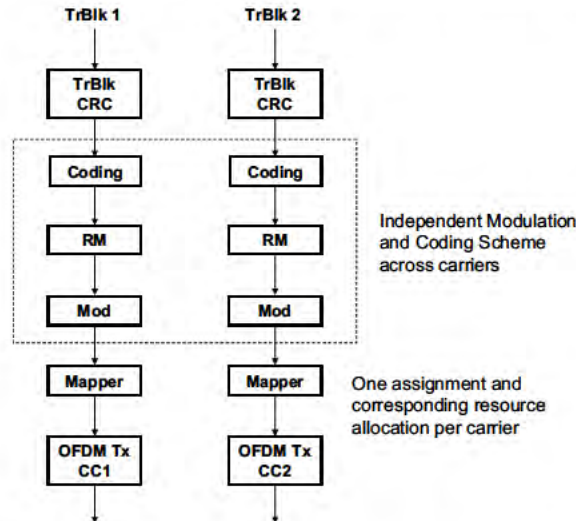 TrBlk 1
TrBlk 2
TrBlk
CRC
TrBlk
CRC
Coding
Coding
RM
RM
Independent Modulation
and Coding Scheme
across carriers
Mod
Mod
Mapper
Mapper
One assignment and
corresponding resource
allocation per carrier
OFDM Tx
CC1
OFDM Tx
CC2